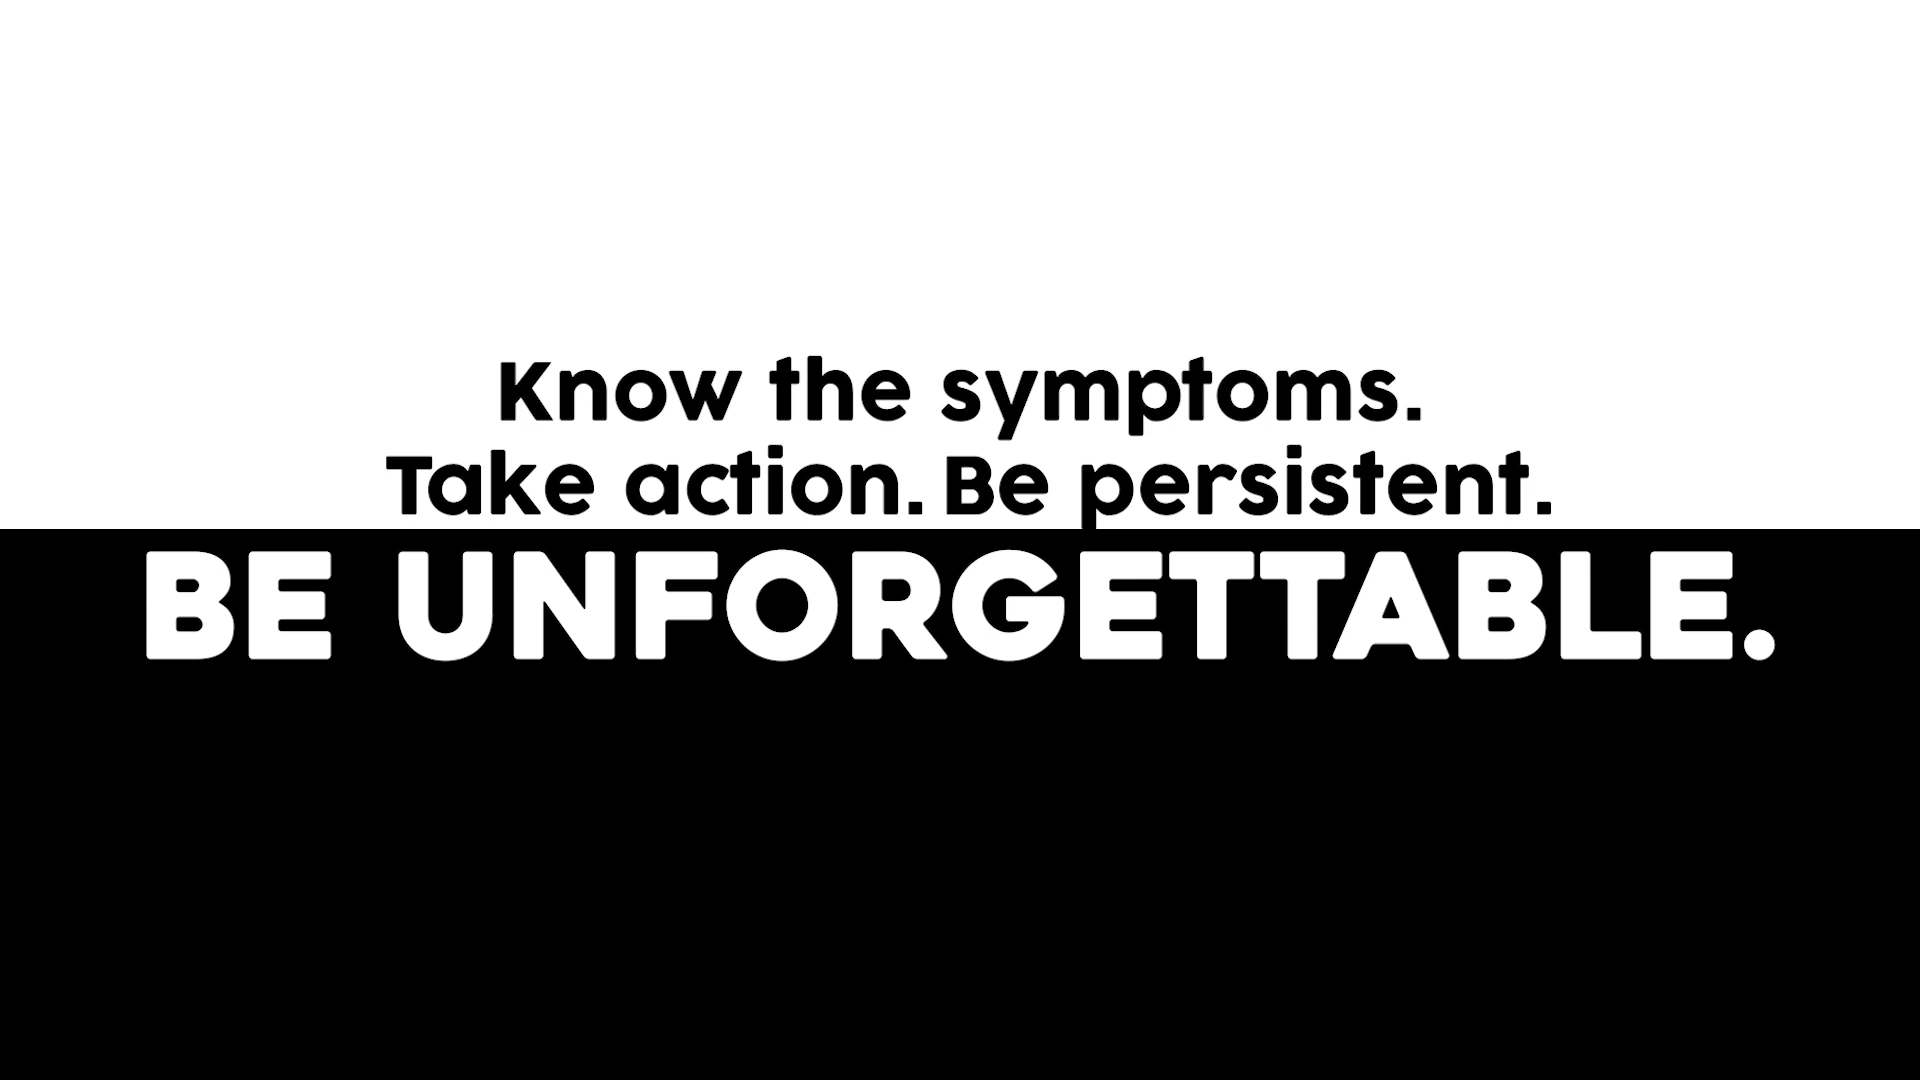 Know the symptoms.
Take action. Be persistent.
BE UNFORGETTABLE.